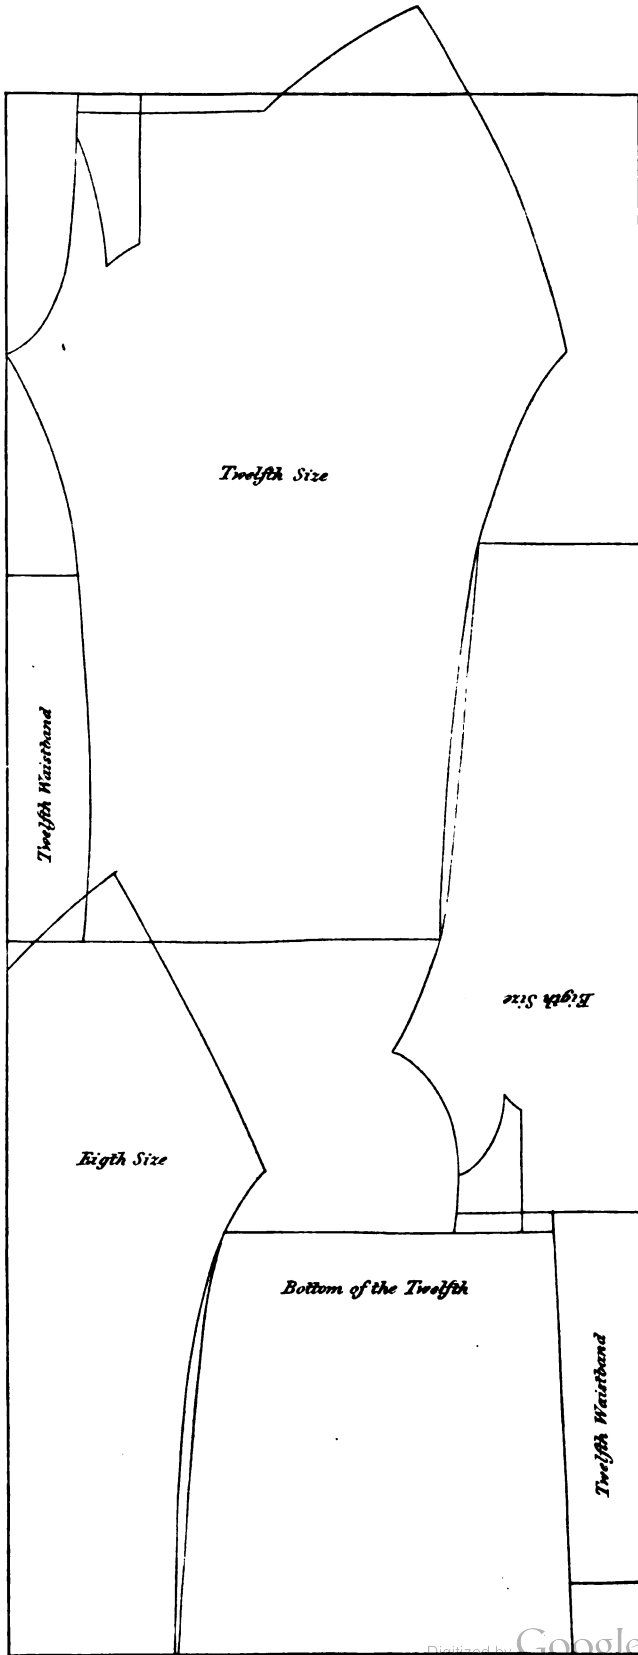 Twelfth Size
Twelfth Waistband
Eigth Size
Eigth Size
Bottom of the Twelfth
Twelfth Waistband
Digitized by Google